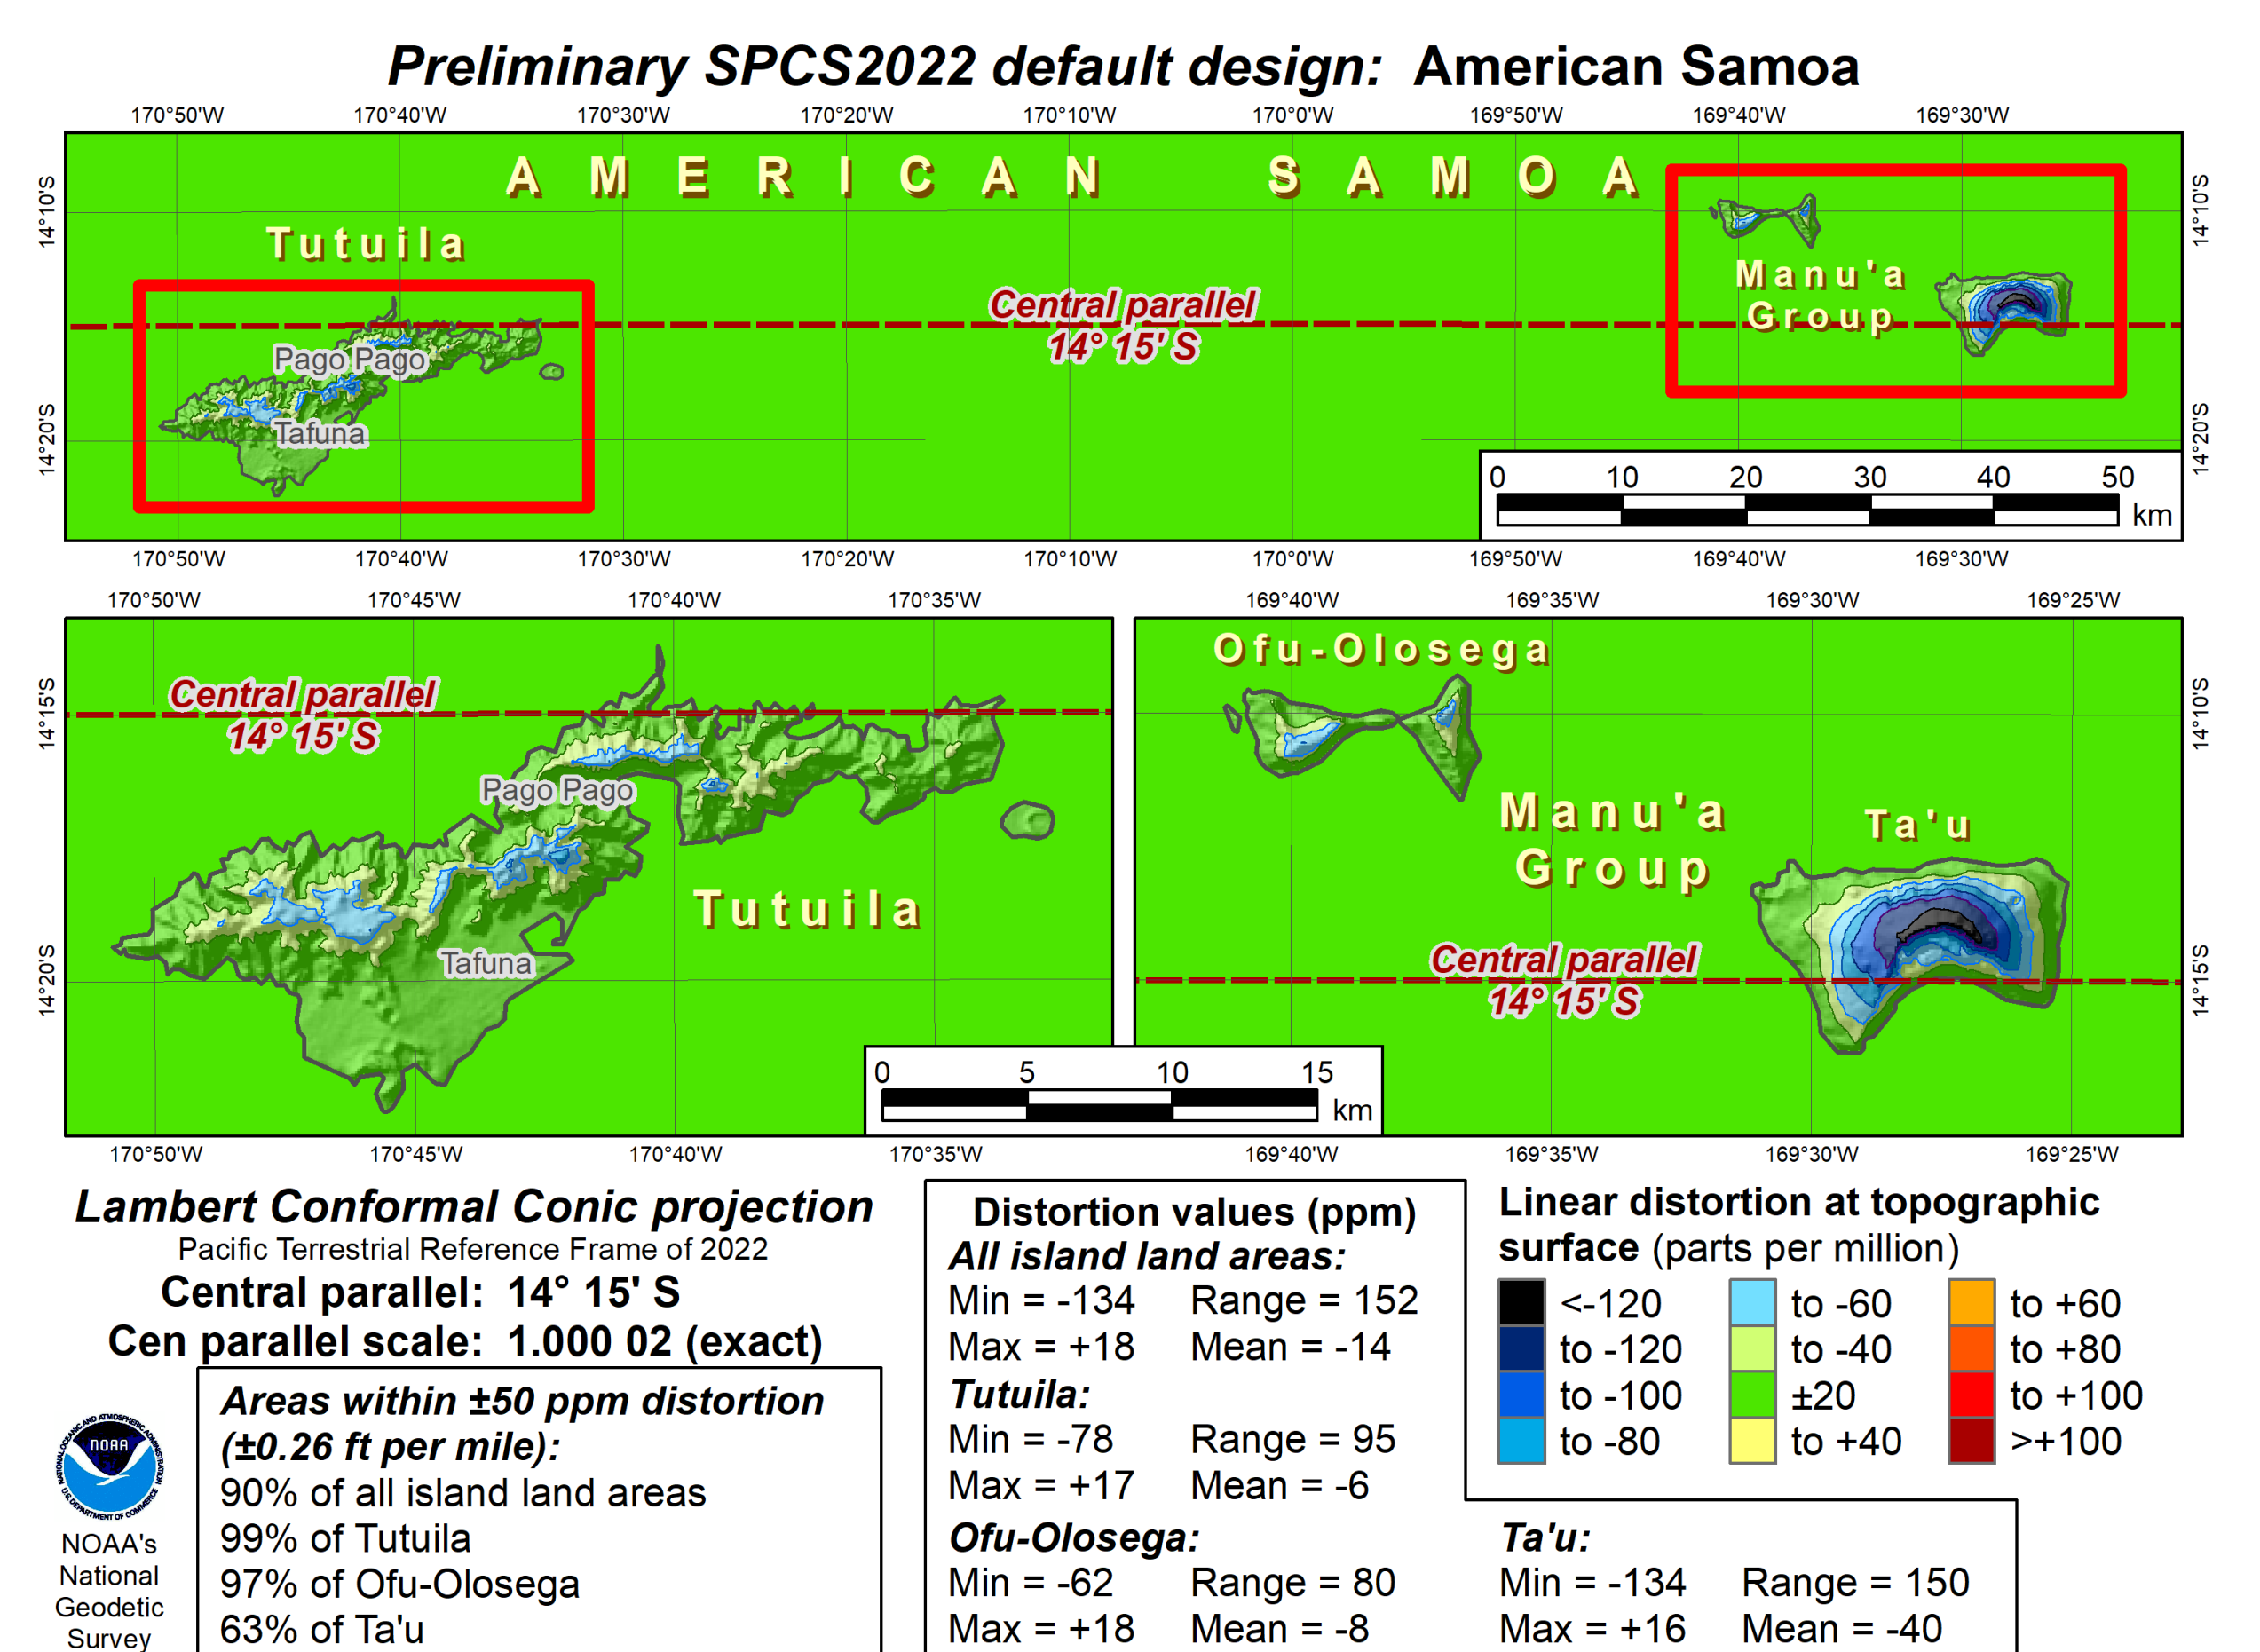 Preliminary SPCS2022 default design: American Samoa
170°50'W 170°40'W 170°30'W 170°20'W 170°10'W 170°0'W 169°50'W 169°40'W 169°30'W
AMERICAN SAMOA
14°10'S
14°10'S
Tutuila
Manu'a
Group
Central parallel
14° 15' S
Pago Pago
Tafuna
14°20'S
14°20'S
0 10 20 30 40 50
km
170°50'W 170°40'W 170°30'W 170°20'W 170°10'W 170°0'W 169°50'W 169°40'W 169°30'W
170°50'W 170°45'W 170°40'W 170°35'W
14°15'S
Central parallel
14° 15' S
Pago Pago
Tutuila
Tafuna
14°20'S
170°50'W 170°45'W 170°40'W 170°35'W
169°40'W 169°35'W 169°30'W 169°25'W
Ofu-Olosega
14°10'S
Manu'a
Group
Ta'u
Central parallel
14° 15' S
14°15'S
0 5 10 15
km
169°40'W 169°35'W 169°30'W 169°25'W
Lambert Conformal Conic projection
Pacific Terrestrial Reference Frame of 2022
Central parallel: 14° 15' S
Cen parallel scale: 1.000 02 (exact)
Areas within ±50 ppm distortion
(±0.26 ft per mile):
90% of all island land areas
99% of Tutuila
97% of Ofu-Olosega
63% of Ta'u
NATIONAL OCEANIC AND ATMOSPHERIC ADMINISTRATION
NOAA
U.S. DEPARTMENT OF COMMERCE
NOAA's
National
Geodetic
Survey
Distortion values (ppm)
All island land areas:
Min = -134 Range = 152
Max = +18 Mean = -14
Tutuila:
Min = -78 Range = 95
Max = +17 Mean = -6
Ofu-Olosega:
Min = -62 Range = 80
Max = +18 Mean = -8
Ta'u:
Min = -134 Range = 150
Max = +16 Mean = -40
Linear distortion at topographic
surface (parts per million)
<-120 to -60 to +60
to -120 to -40 to +80
to -100 ±20 to +100
to -80 to +40 >+100